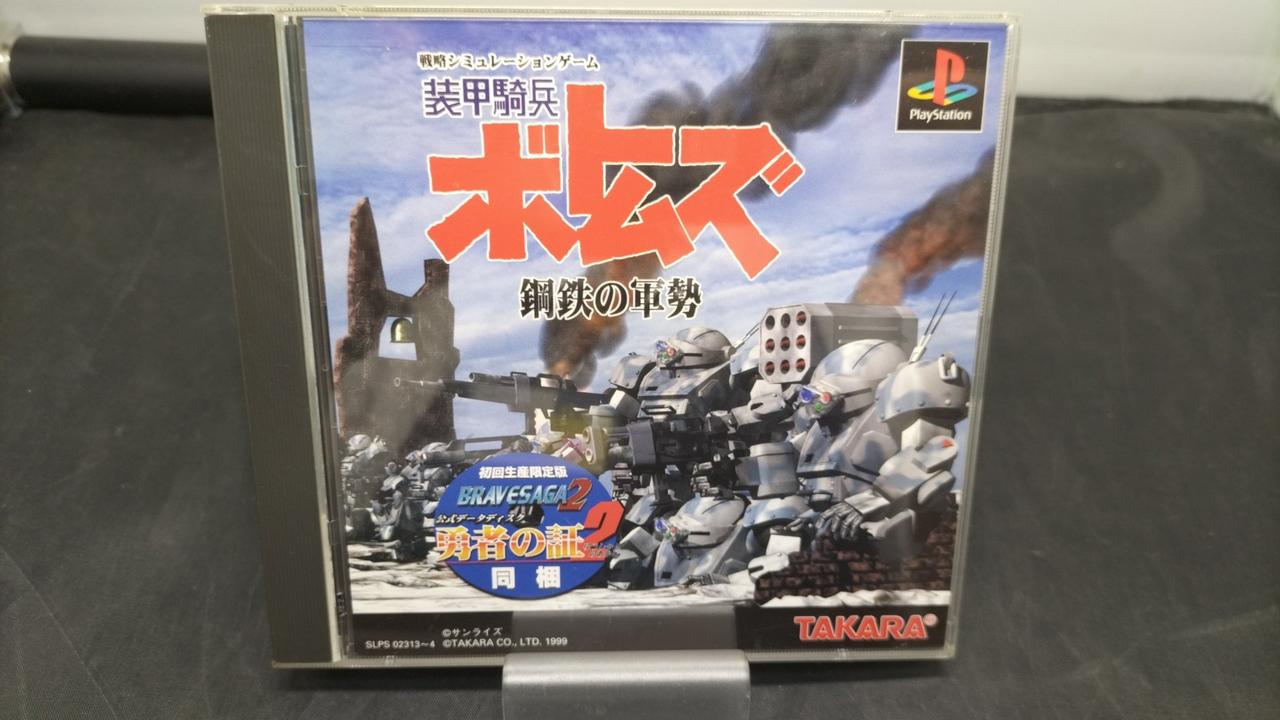 戦略シミュレーションゲーム
装甲騎兵
ボトムズ
鋼鉄の軍勢
PlayStation
初回生産限定版
BRAVESAGA2
公式データディスク
勇者の証2
同梱
TAKARA
©サンライズ
SLPS 02313~4 ©TAKARA CO., LTD. 1999